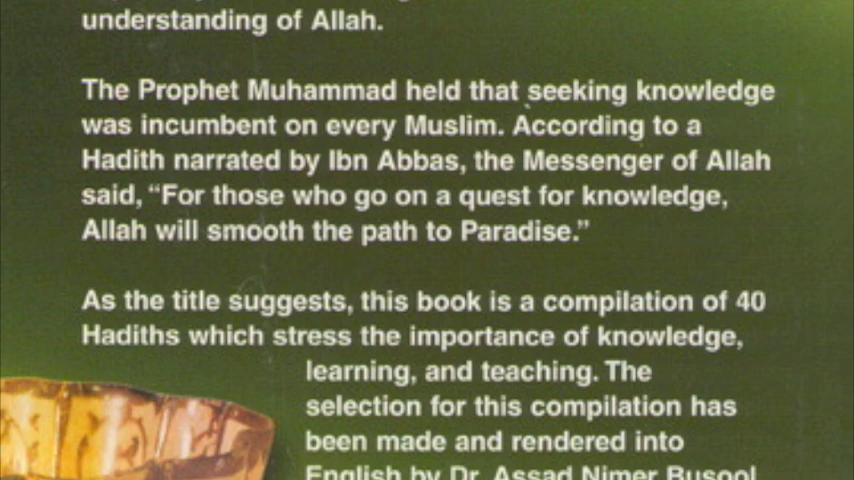 understanding of Allah.
The Prophet Muhammad held that seeking knowledge
was incumbent on every Muslim. According to a
Hadith narrated by Ibn Abbas, the Messenger of Allah
said, “For those who go on a quest for knowledge,
Allah will smooth the path to Paradise.”
As the title suggests, this book is a compilation of 40
Hadiths which stress the importance of knowledge,
learning, and teaching. The
selection for this compilation has
been made and rendered into
English by Dr. Assad Nimer Busool